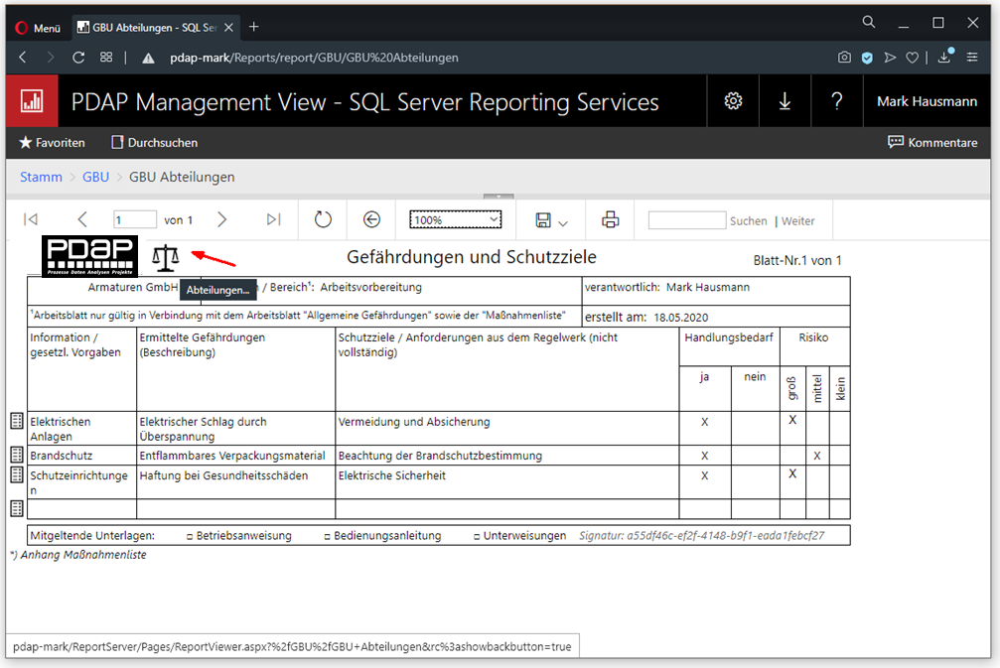 Menü
GBU Abteilungen - SQL Ser
pdap-mark/Reports/report/GBU/GBU%20Abteilungen
PDAP Management View - SQL Server Reporting Services
?
Mark Hausmann
Favoriten
Durchsuchen
Kommentare
Stamm > GBU > GBU Abteilungen
1 von 1
100%
Suchen | Weiter
PDAP
Prozesse Daten Analysen Projekte
Gefährdungen und Schutzziele
Blatt-Nr.1 von 1
Armaturen GmbH
Abteilungen...
/ Bereich¹: Arbeitsvorbereitung
verantwortlich: Mark Hausmann
¹Arbeitsblatt nur gültig in Verbindung mit dem Arbeitsblatt "Allgemeine Gefährdungen" sowie der "Maßnahmenliste"
erstellt am: 18.05.2020
Information /
gesetzl. Vorgaben
Ermittelte Gefährdungen
(Beschreibung)
Schutzziele / Anforderungen aus dem Regelwerk (nicht
vollständig)
Handlungsbedarf
Risiko
ja
nein
groß
mittel
klein
Elektrischen
Anlagen
Elektrischer Schlag durch
Überspannung
Vermeidung und Absicherung
X
X
Brandschutz
Entflammbares Verpackungsmaterial
Beachtung der Brandschutzbestimmung
X
X
Schutzeinrichtunge
n
Haftung bei Gesundheitsschäden
Elektrische Sicherheit
X
X
Mitgeltende Unterlagen:
□ Betriebsanweisung
□ Bedienungsanleitung
□ Unterweisungen
Signatur: a55df46c-ef2f-4148-b9f1-eada1febcf27
*) Anhang Maßnahmenliste
pdap-mark/ReportServer/Pages/ReportViewer.aspx?%2fGBU%2fGBU+Abteilungen&rc%3ashowbackbutton=true